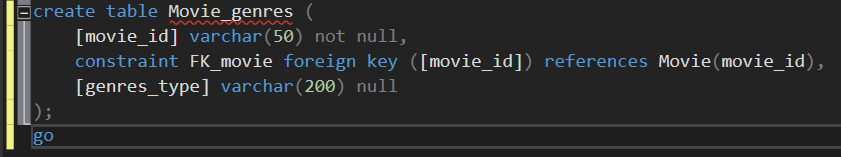 create table Movie_genres (
[movie_id] varchar(50) not null,
constraint FK_movie foreign key ([movie_id]) references Movie(movie_id),
[genres_type] varchar(200) null
);
go